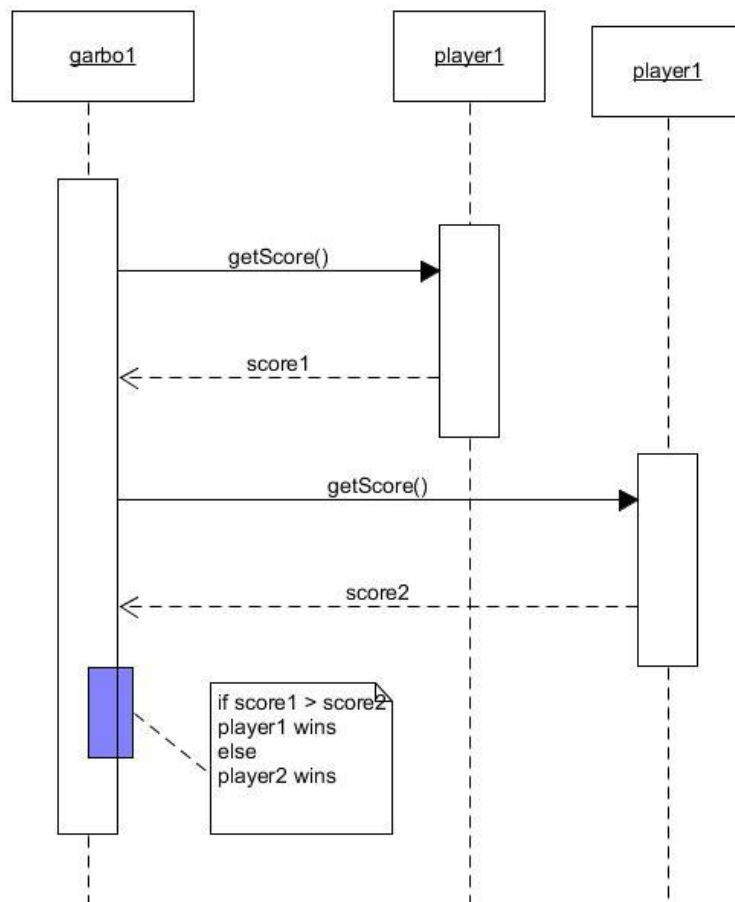 garbo1
player1
player1
getScore()
score1
getScore()
score2
if score1 > score2
player1 wins
else
player2 wins